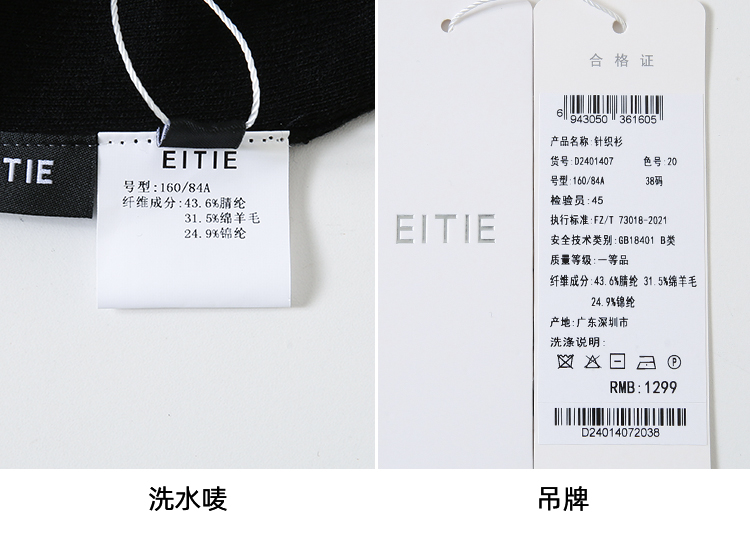 TIE
EITIE
号型:160/84A
纤维成分:43.6%腈纶
31.5%绵羊毛
24.9%锦纶
EITIE
合格证
6 943050 361605
产品名称:针织衫
货号:D2401407 色号:20
号型:160/84A 38码
检验员:45
执行标准:FZ/T 73018-2021
安全技术类别:GB18401 B类
质量等级:一等品
纤维成分:43.6%腈纶 31.5%绵羊毛
24.9%锦纶
产地:广东深圳市
洗涤说明:
P
RMB:1299
D24014072038
洗水唛
吊牌